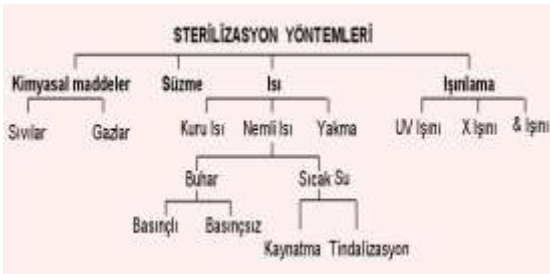 STERİLİZASYON YÖNTEMLERİ
Kimyasal maddeler Süzme Isı Işınlama
Sıvılar Gazlar Kuru Isı Nemli Isı Yakma UV Işını X Işını & Işını
Buhar Sıcak Su
Basınçlı Basınçsız
Kaynatma Tindalizasyon